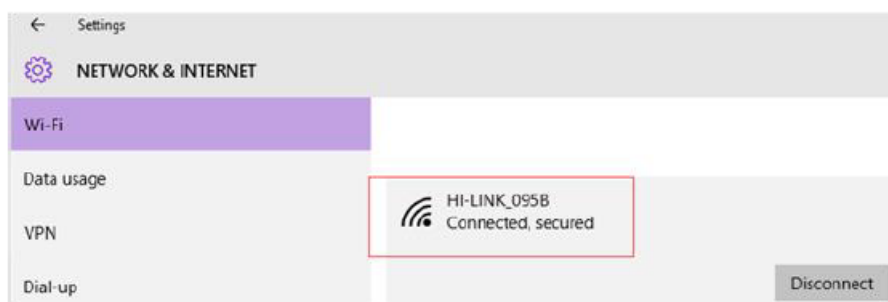 Settings
NETWORK & INTERNET
Wi-Fi
Data usage
HI-LINK_095B
Connected, secured
VPN
Dial-up
Disconnect